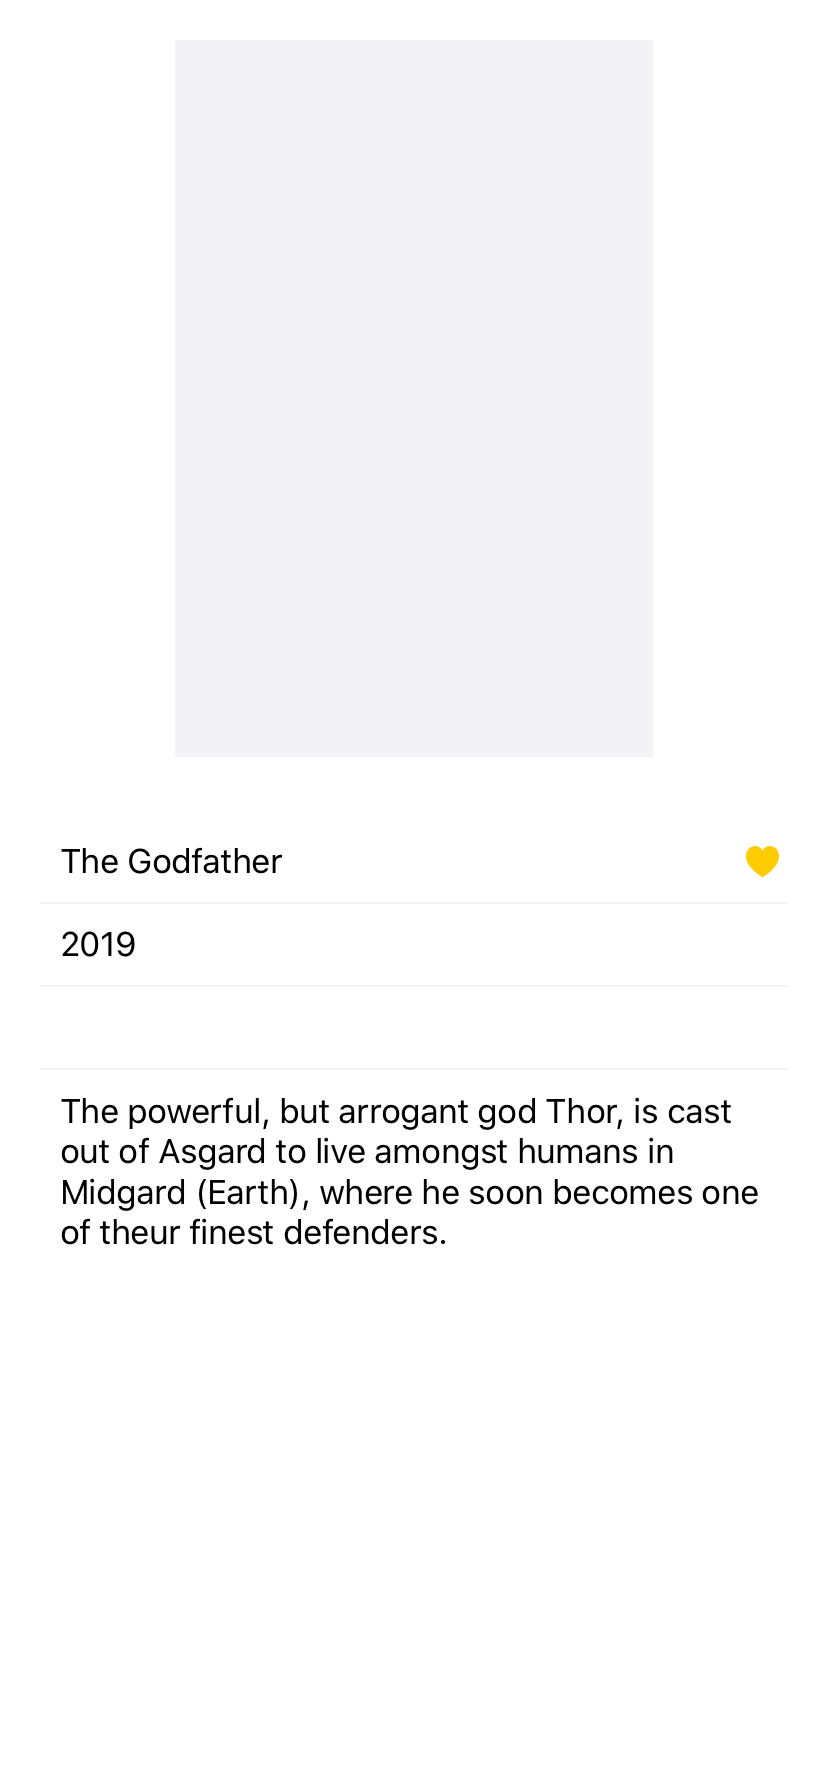 The Godfather
2019
The powerful, but arrogant god Thor, is cast
out of Asgard to live amongst humans in
Midgard (Earth), where he soon becomes one
of theur finest defenders.